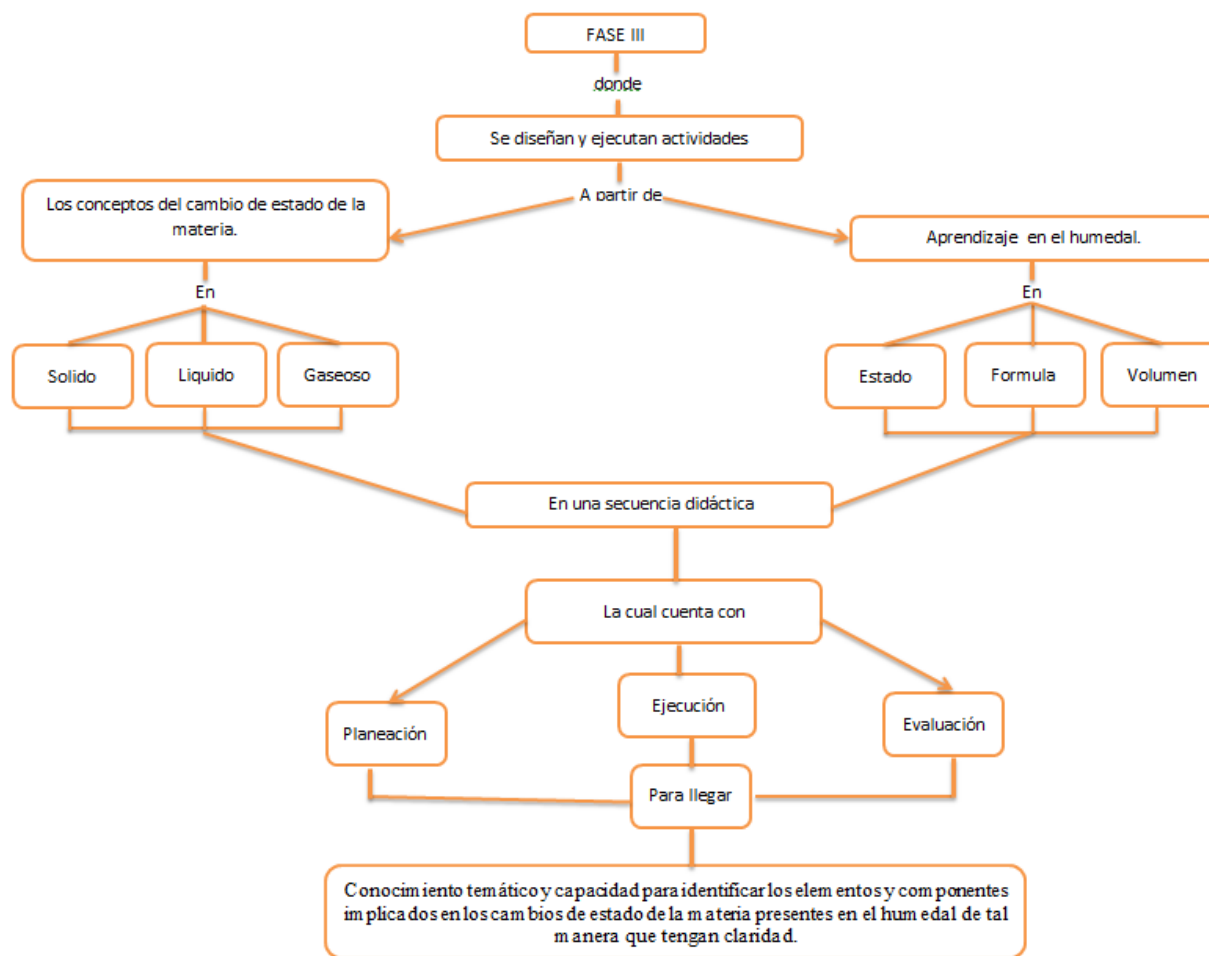 FASE III
donde
Se diseñan y ejecutan actividades
A partir de
Los conceptos del cambio de estado de la
materia.
Aprendizaje en el humedal.
En
En
Solido
Liquido
Gaseoso
Estado
Formula
Volumen
En una secuencia didáctica
La cual cuenta con
Planeación
Ejecución
Evaluación
Para llegar
Conocimiento temático y capacidad para identificar los elementos y componentes
implicados en los cambios de estado de la materia presentes en el humedal de tal
manera que tengan claridad.